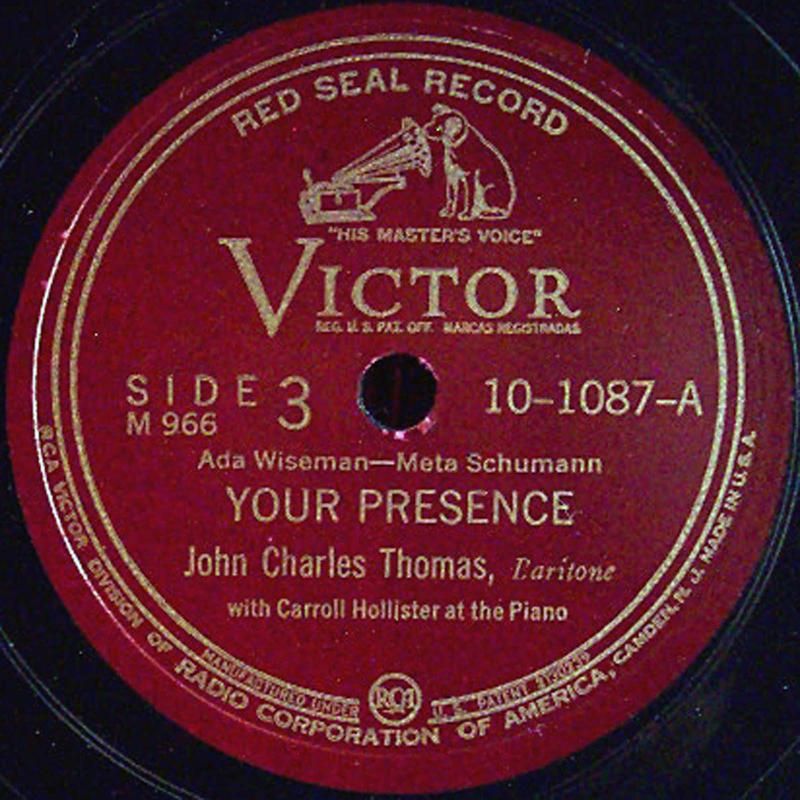 RED SEAL RECORD
"HIS MASTER'S VOICE"
VICTOR
REG. U. S. PAT. OFF. MARCAS REGISTRADAS
SIDE 3
10-1087-A
M 966
Ada Wiseman—Meta Schumann
YOUR PRESENCE
John Charles Thomas, Baritone
with Carroll Hollister at the Piano
MANUFACTURED UNDER RCA U. S. PATENT
RCA VICTOR DIVISION OF RADIO CORPORATION OF AMERICA, CAMDEN, N. J. MADE IN U. S. A.